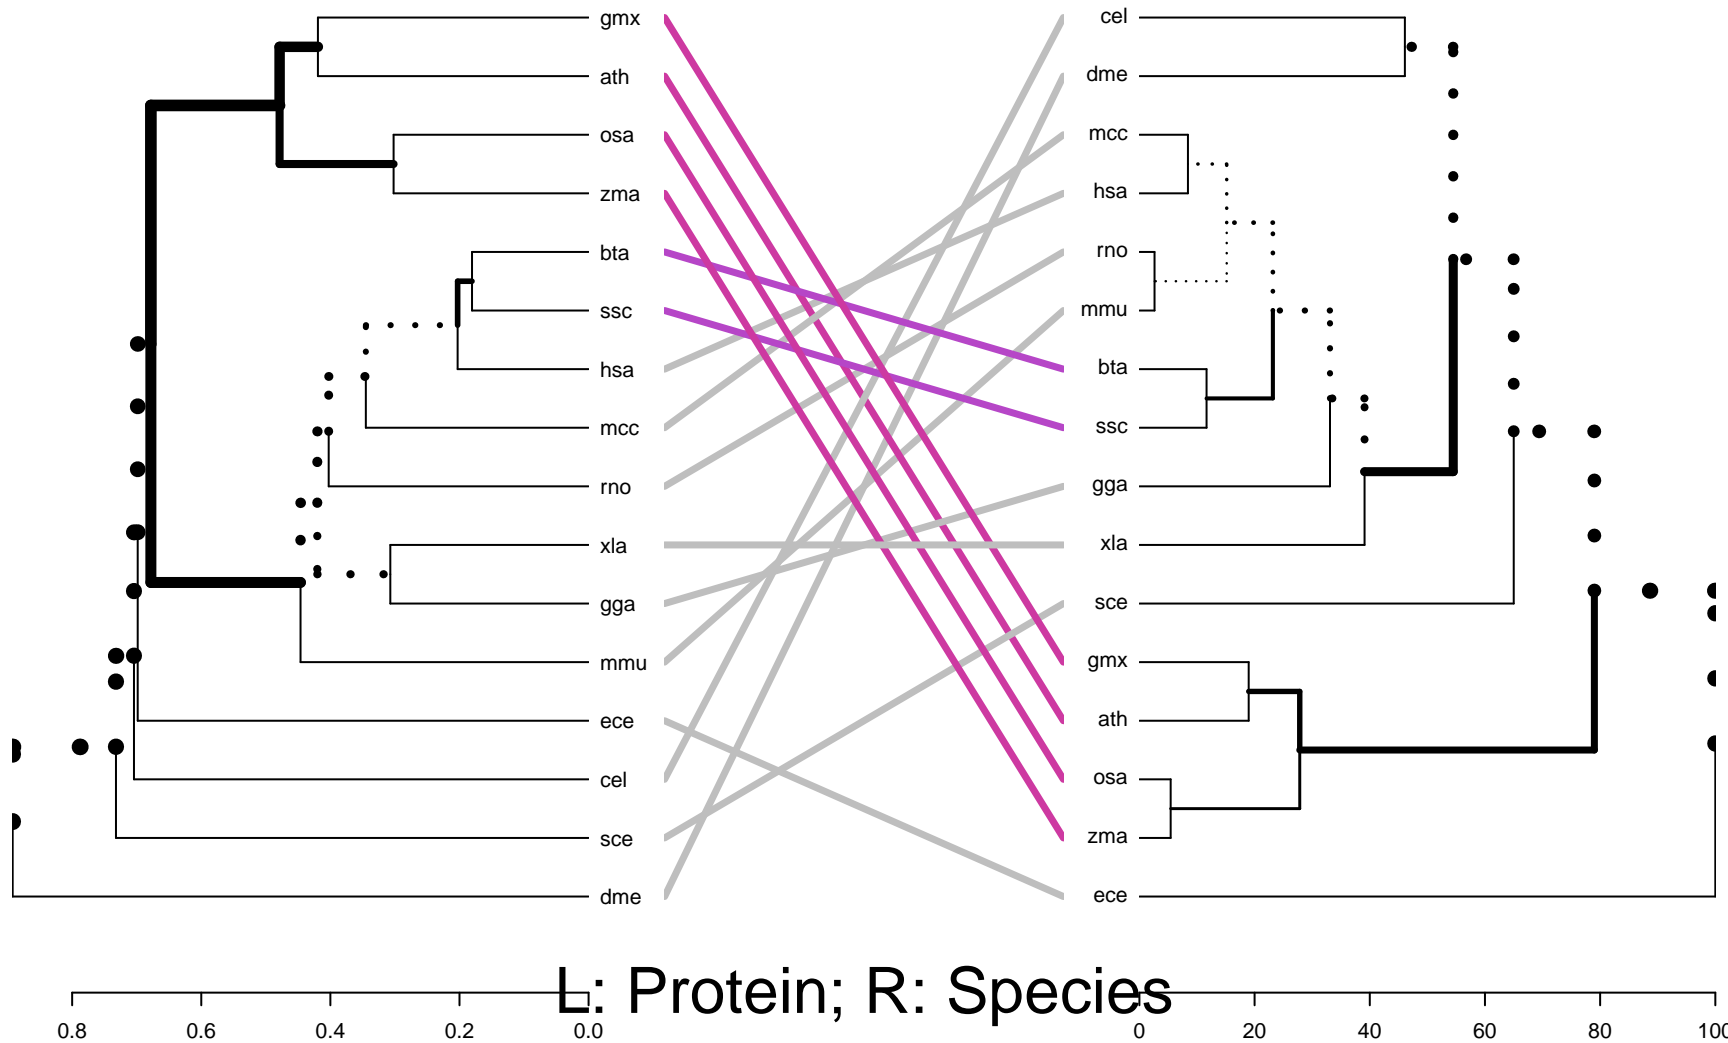 gmx cel
ath dme
osa mcc
zma hsa
bta rno
ssc mmu
hsa bta
mcc ssc
rno gga
xla xla
gga sce
mmu gmx
ece ath
cel osa
sce zma
dme ece
L: Protein; R: Species
0.8 0.6 0.4 0.2 0.0 0 20 40 60 80 100